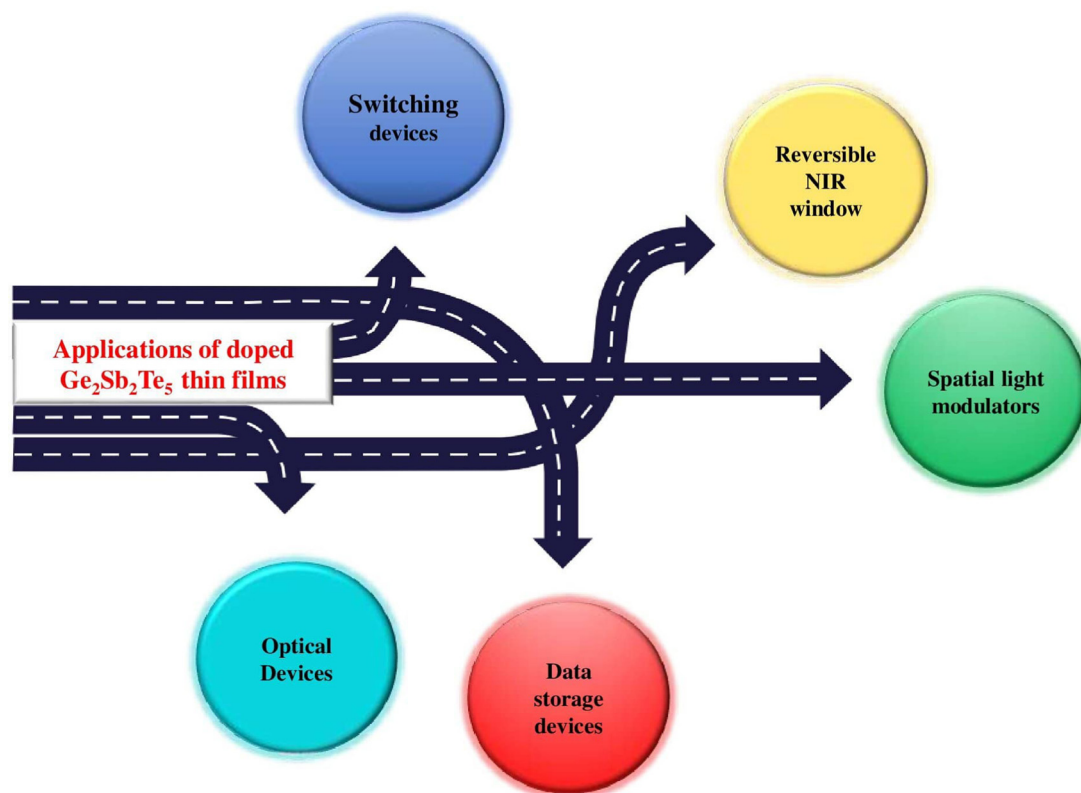 Switching
devices
Reversible
NIR
window
Applications of doped
Ge₂Sb₂Te₅ thin films
Spatial light
modulators
Optical
Devices
Data
storage
devices